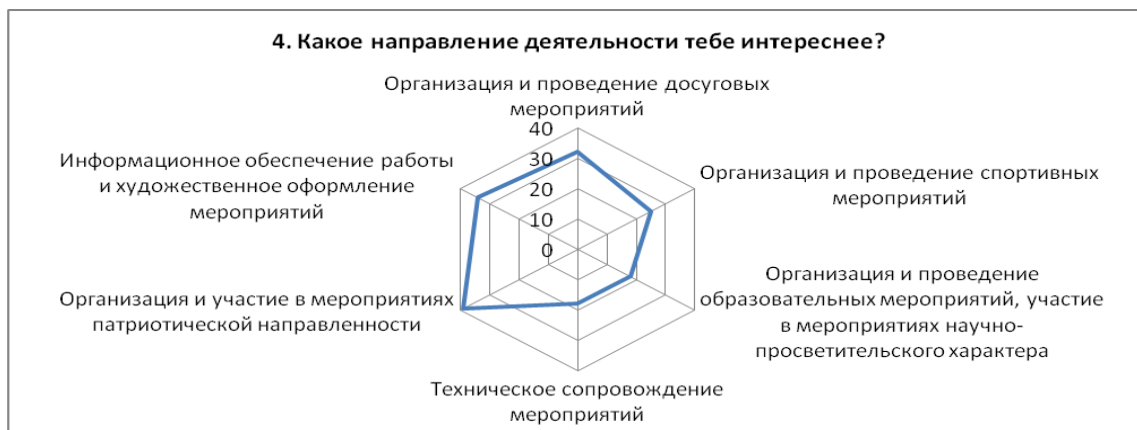 4. Какое направление деятельности тебе интереснее?
Организация и проведение досуговых
мероприятий
40
30
20
10
0
Организация и проведение спортивных
мероприятий
Организация и проведение
образовательных мероприятий, участие
в мероприятиях научно-
просветительского характера
Техническое сопровождение
мероприятий
Организация и участие в мероприятиях
патриотической направленности
Информационное обеспечение работы
и художественное оформление
мероприятий